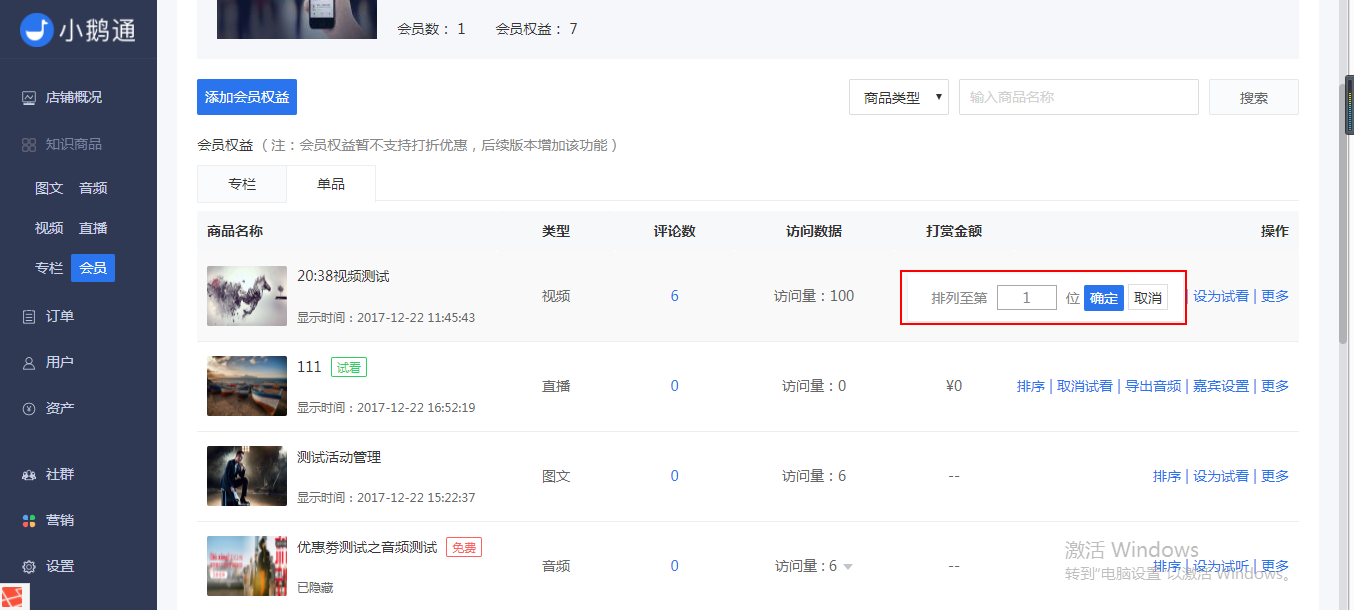 小鹅通
店铺概况
知识商品
图文 音频
视频 直播
专栏 会员
订单
用户
资产
社群
营销
设置
会员数： 1 会员权益： 7
添加会员权益 商品类型 输入商品名称 搜索
会员权益 ( 注：会员权益暂不支持打折优惠，后续版本增加该功能 )
专栏 单品
商品名称 类型 评论数 访问数据 打赏金额 操作
20:38视频测试
显示时间：2017-12-22 11:45:43
视频 6 访问量：100 排列至第 1 位 确定 取消 | 设为试看 | 更多
111 试看
显示时间：2017-12-22 16:52:19
直播 0 访问量：0 ¥0 排序 | 取消试看 | 导出音频 | 嘉宾设置 | 更多
测试活动管理
显示时间：2017-12-22 15:22:37
图文 0 访问量：6 -- 排序 | 设为试看 | 更多
优惠劵测试之音频测试 免费
已隐藏
音频 0 访问量：6 -- 排序 | 设为试听 | 更多
激活 Windows
转到“电脑设置”以激活 Windows。